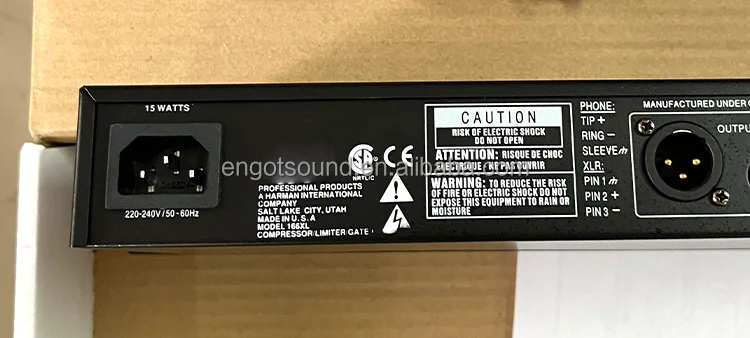 15 WATTS
220-240V/50-60Hz
NRTL/C
CE
engotsound.en.alibaba.com
PROFESSIONAL PRODUCTS
A HARMAN INTERNATIONAL
COMPANY
SALT LAKE CITY, UTAH
MADE IN U.S.A
MODEL 166XL
COMPRESSOR/LIMITER GATE
CAUTION
RISK OF ELECTRIC SHOCK
DO NOT OPEN
ATTENTION: RISQUE DE CHOC
ELECTRIQUE NE PAS OUVRIR
WARNING: TO REDUCE THE RISK
OF FIRE OR ELECTRIC SHOCK DO NOT
EXPOSE THIS EQUIPMENT TO RAIN OR
MOISTURE
PHONE:
TIP +
RING −
SLEEVE
XLR:
PIN 1
PIN 2 +
PIN 3 −
MANUFACTURED UNDER
OUTPU